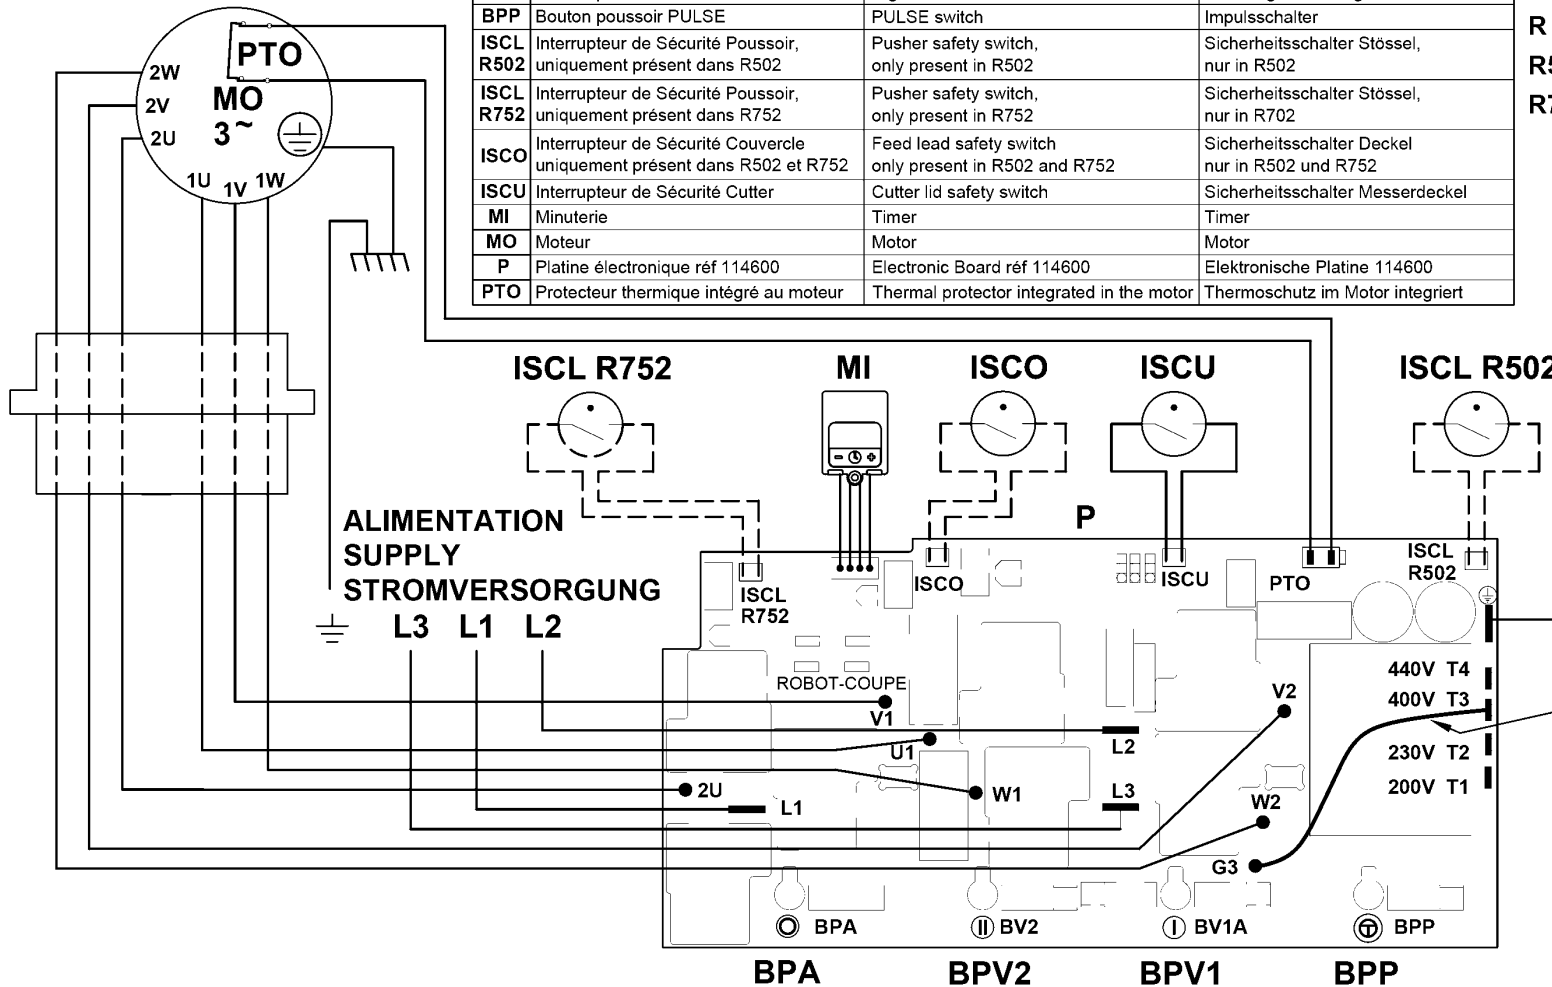 BPP Bouton poussoir PULSE PULSE switch Impulsschalter
ISCL R502 Interrupteur de Sécurité Poussoir, Pusher safety switch, Sicherheitsschalter Stössel,
uniquement présent dans R502 only present in R502 nur in R502
ISCL R752 Interrupteur de Sécurité Poussoir, Pusher safety switch, Sicherheitsschalter Stössel,
uniquement présent dans R752 only present in R752 nur in R702
ISCO Interrupteur de Sécurité Couvercle Feed lead safety switch Sicherheitsschalter Deckel
uniquement présent dans R502 et R752 only present in R502 and R752 nur in R502 und R752
ISCU Interrupteur de Sécurité Cutter Cutter lid safety switch Sicherheitsschalter Messerdeckel
MI Minuterie Timer Timer
MO Moteur Motor Motor
P Platine électronique réf 114600 Electronic Board réf 114600 Elektronische Platine 114600
PTO Protecteur thermique intégré au moteur Thermal protector integrated in the motor Thermoschutz im Motor integriert
R
R5
R7
PTO
MO
3~
2W
2V
2U
1U 1V 1W
ISCL R752 MI ISCO ISCU ISCL R502
- +
P
ALIMENTATION
SUPPLY
STROMVERSORGUNG
L3 L1 L2
ISCL
R752
ISCO
ISCU
PTO
ISCL
R502
ROBOT-COUPE
V1
U1
2U
L1
W1
L2
L3
V2
W2
G3
440V T4
400V T3
230V T2
200V T1
BPA II BV2 I BV1A BPP
BPA BPV2 BPV1 BPP